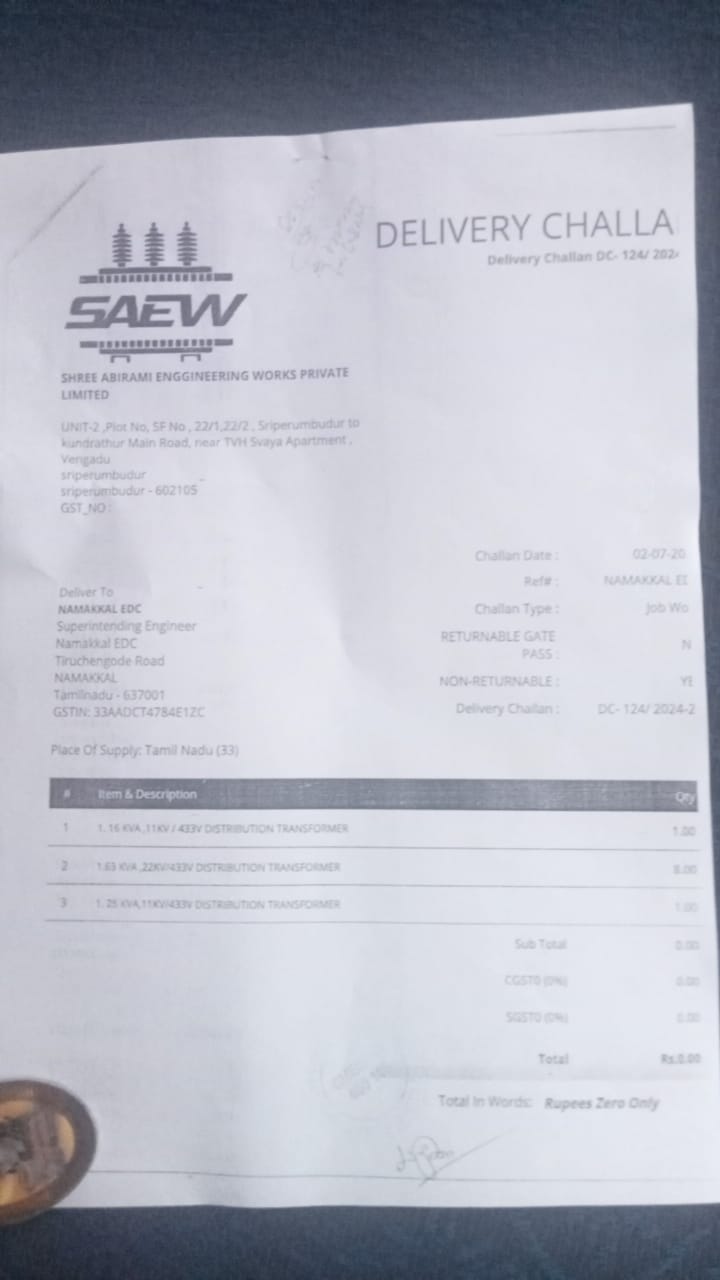 DELIVERY CHALLA
Delivery Challan DC- 124/ 202
SAEW
SHREE ABIRAMI ENGGINEERING WORKS PRIVATE
LIMITED
UNIT-2 ,Plot No, SF No , 22/1,22/2 , Sriperumbudur to
kundrathur Main Road, near TVH Svaya Apartment ,
Vengadu
sriperumbudur
sriperumbudur - 602105
GST_NO :
Challan Date : 02-07-20
Ref# : NAMAKKAL ED
Challan Type : Job Wo
RETURNABLE GATE PASS : N
NON-RETURNABLE : YE
Delivery Challan : DC- 124/ 2024-2
Deliver To
NAMAKKAL EDC
Superintending Engineer
Namakkal EDC
Tiruchengode Road
NAMAKKAL
Tamilnadu - 637001
GSTIN: 33AADCT4784E1ZC
Place Of Supply: Tamil Nadu (33)
# Item & Description Qty
1 1. 16 KVA ,11KV / 433V DISTRIBUTION TRANSFORMER 1.00
2 1.63 KVA ,22KV/433V DISTRIBUTION TRANSFORMER 8.00
3 1. 25 KVA,11KV/433V DISTRIBUTION TRANSFORMER 1.00
Sub Total 0.00
CGST0 (0%) 0.00
SGST0 (0%) 0.00
Total Rs.0.00
Total In Words: Rupees Zero Only